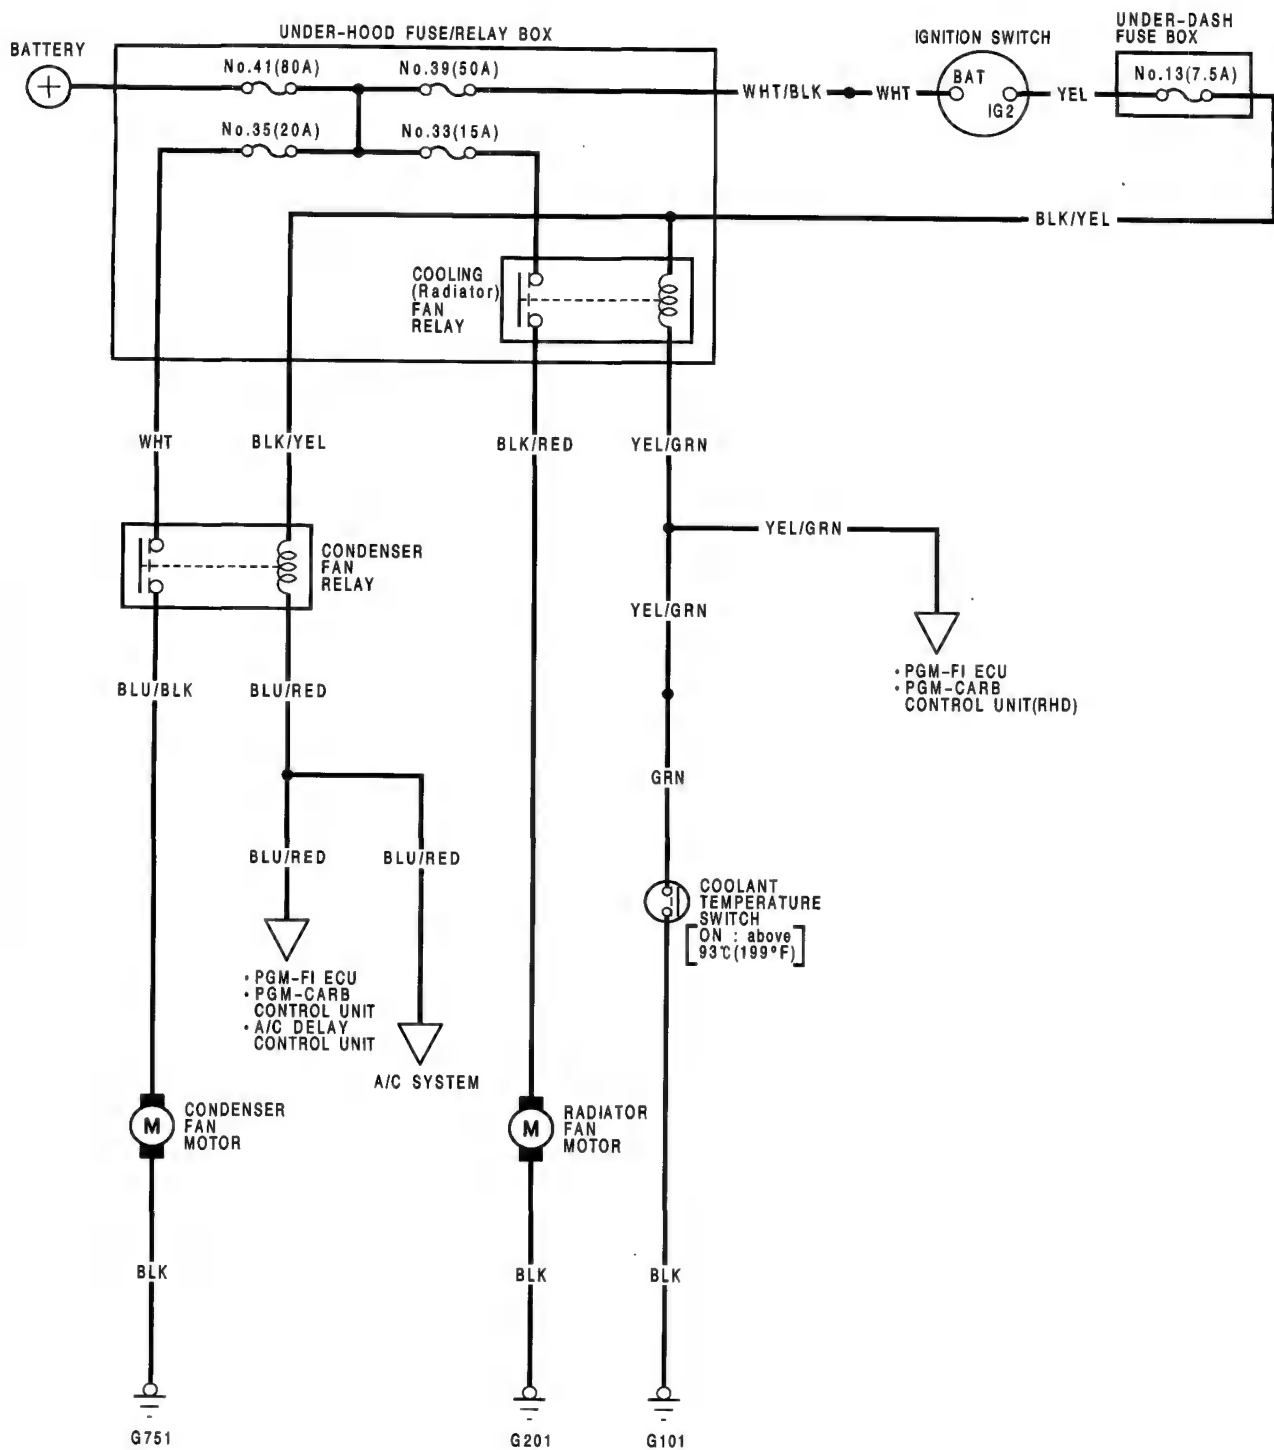 UNDER-HOOD FUSE/RELAY BOX
BATTERY
No.41(80A)
No.39(50A)
No.35(20A)
No.33(15A)
WHT/BLK
WHT
IGNITION SWITCH
BAT
IG2
YEL
UNDER-DASH
FUSE BOX
No.13(7.5A)
BLK/YEL
COOLING
(Radiator)
FAN
RELAY
WHT
BLK/YEL
BLK/RED
YEL/GRN
CONDENSER
FAN
RELAY
YEL/GRN
YEL/GRN
• PGM-FI ECU
• PGM-CARB
CONTROL UNIT(RHD)
BLU/BLK
BLU/RED
GRN
BLU/RED
BLU/RED
COOLANT
TEMPERATURE
SWITCH
ON : above
93℃(199°F)
• PGM-FI ECU
• PGM-CARB
CONTROL UNIT
• A/C DELAY
CONTROL UNIT
A/C SYSTEM
M
CONDENSER
FAN
MOTOR
M
RADIATOR
FAN
MOTOR
BLK
BLK
BLK
G751
G201
G101